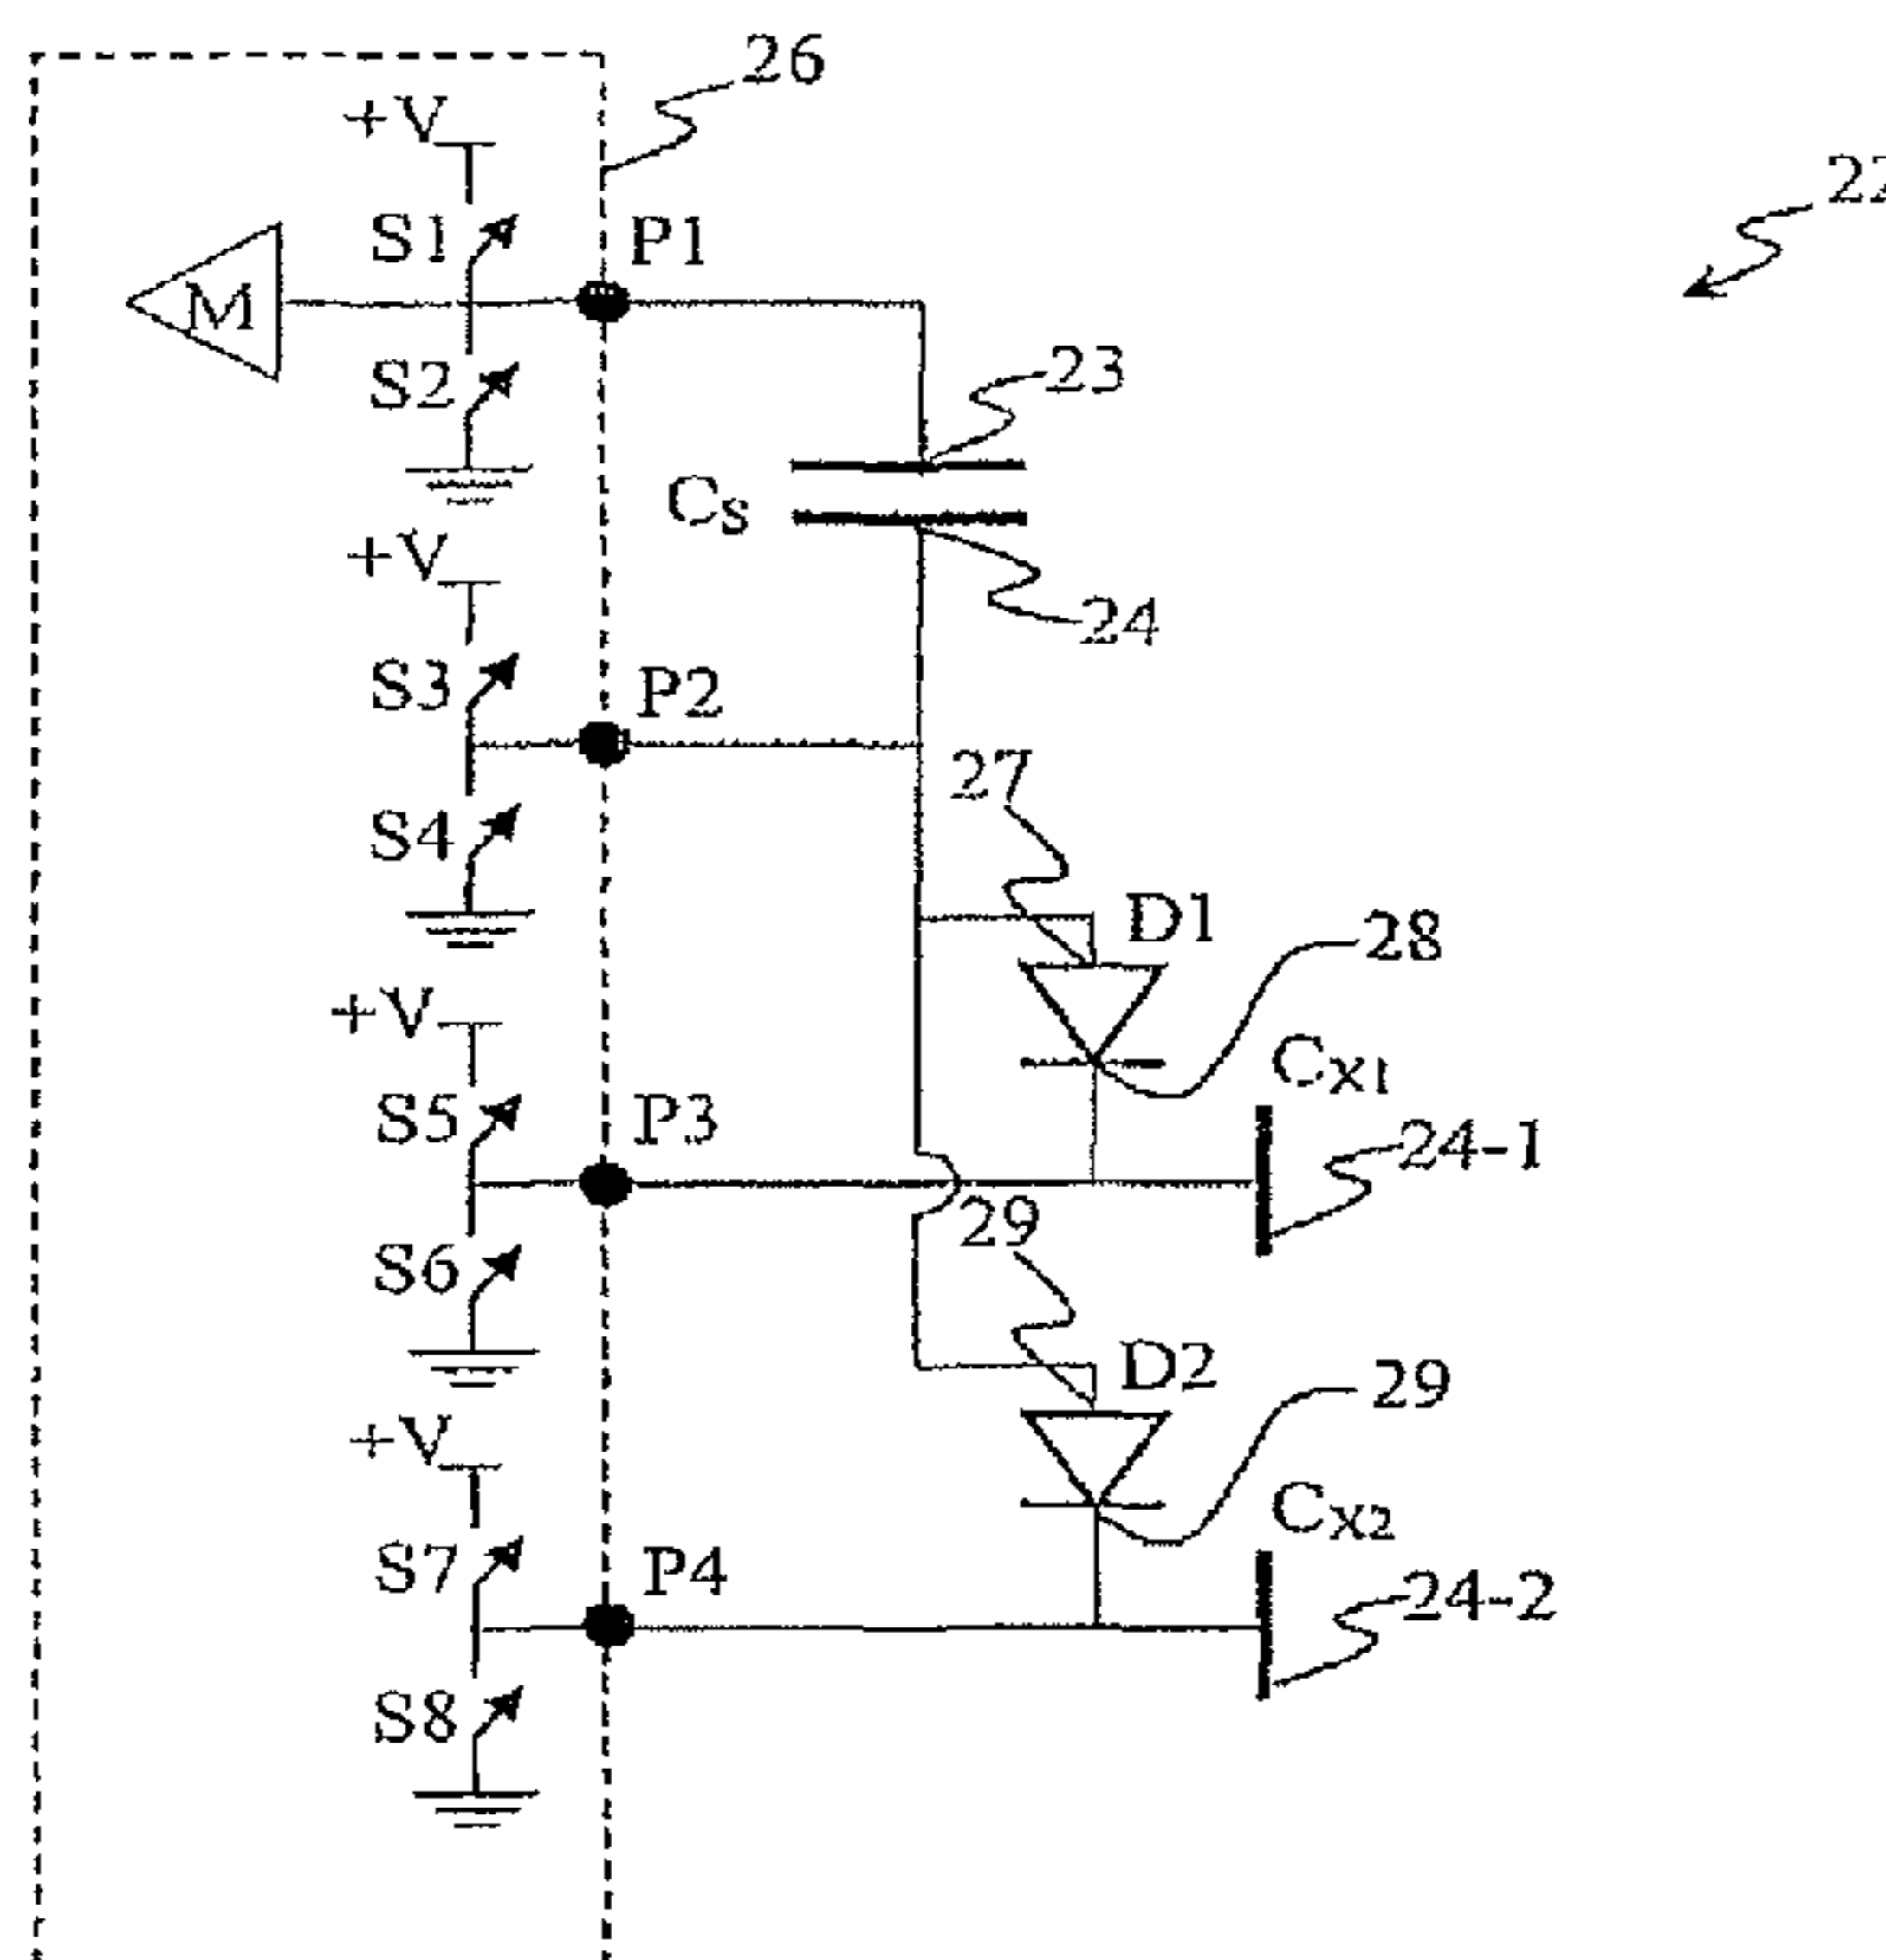 26
+V
22
S1
P1
M
S2
23
CS
+V
24
S3
P2
27
S4
D1
28
+V
CX1
S5
P3
24-1
29
S6
D2
29
+V
CX2
S7
P4
24-2
S8